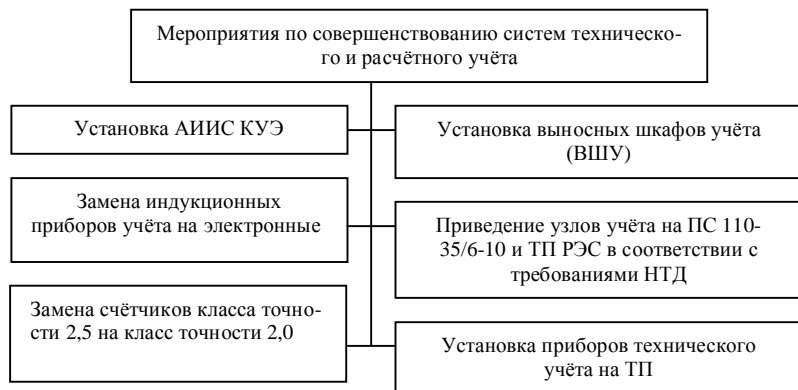 Мероприятия по совершенствованию систем техническо-
го и расчётного учёта
Установка АИИС КУЭ
Установка выносных шкафов учёта
(ВШУ)
Замена индукционных
приборов учёта на электронные
Приведение узлов учёта на ПС 110-
35/6-10 и ТП РЭС в соответствии с
требованиями НТД
Замена счётчиков класса точно-
сти 2,5 на класс точности 2,0
Установка приборов технического
учёта на ТП